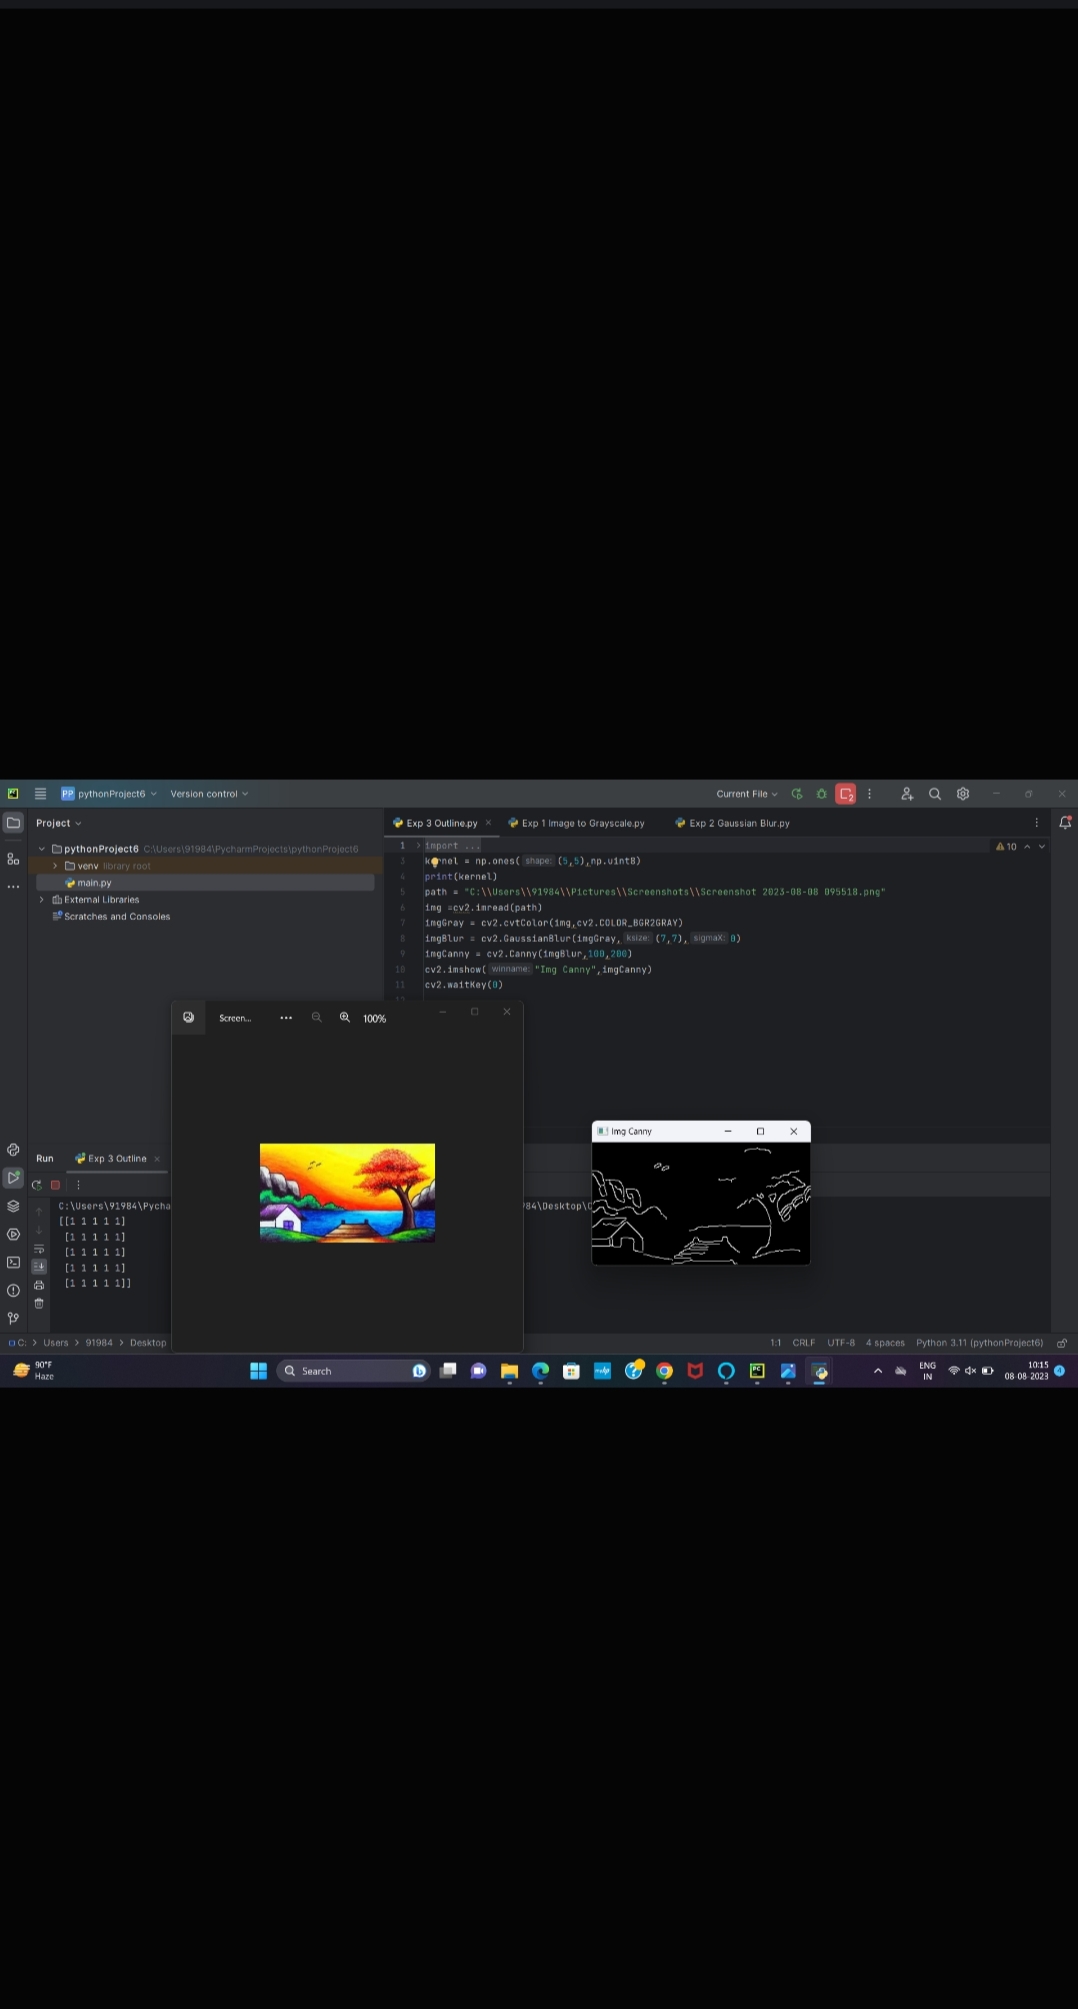 PP pythonProject6 Version control Current File
Project
Exp 3 Outline.py Exp 1 Image to Grayscale.py Exp 2 Gaussian Blur.py
pythonProject6 C:\Users\91984\PycharmProjects\pythonProject6
venv library root
main.py
External Libraries
Scratches and Consoles
1 import ... 10
3 kernel = np.ones( shape: (5,5),np.uint8)
4 print(kernel)
5 path = "C:\\Users\\91984\\Pictures\\Screenshots\\Screenshot 2023-08-08 095518.png"
6 img =cv2.imread(path)
7 imgGray = cv2.cvtColor(img,cv2.COLOR_BGR2GRAY)
8 imgBlur = cv2.GaussianBlur(imgGray, ksize: (7,7), sigmaX: 0)
9 imgCanny = cv2.Canny(imgBlur,100,200)
10 cv2.imshow( winname: "Img Canny",imgCanny)
11 cv2.waitKey(0)
Screen... 100%
Img Canny
Run Exp 3 Outline
C:\Users\91984\Pycha 984\Desktop\
[[1 1 1 1 1]
[1 1 1 1 1]
[1 1 1 1 1]
[1 1 1 1 1]
[1 1 1 1 1]]
C: > Users > 91984 > Desktop 1:1 CRLF UTF-8 4 spaces Python 3.11 (pythonProject6)
90°F
Haze
Search
ENG
IN
10:15
08-08-2023